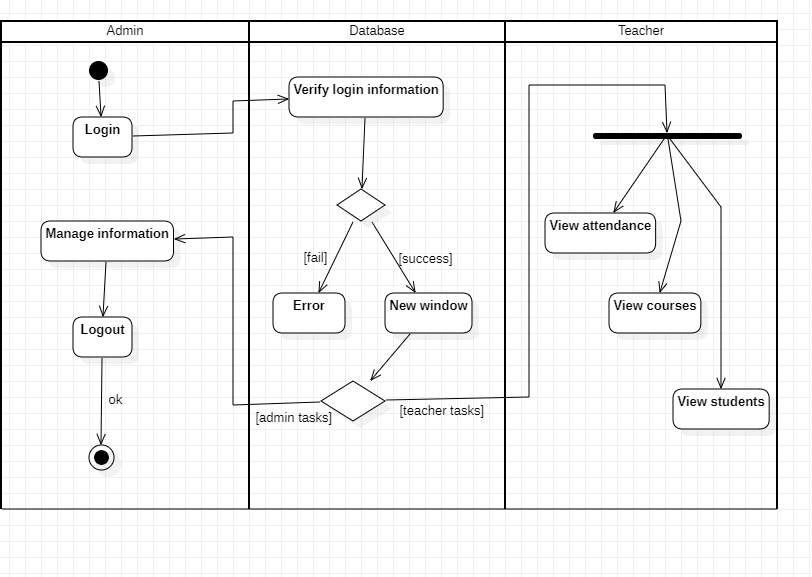 Admin
Database
Teacher
Verify login information
Login
Manage information
View attendance
[fail]
[success]
Error
New window
View courses
Logout
ok
[admin tasks]
[teacher tasks]
View students